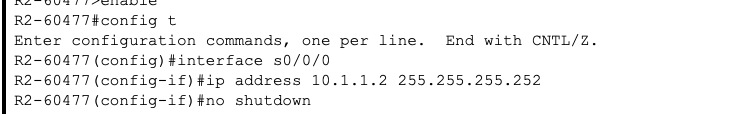 R2-60477>enable
R2-60477#config t
Enter configuration commands, one per line.  End with CNTL/Z.
R2-60477(config)#interface s0/0/0
R2-60477(config-if)#ip address 10.1.1.2 255.255.255.252
R2-60477(config-if)#no shutdown